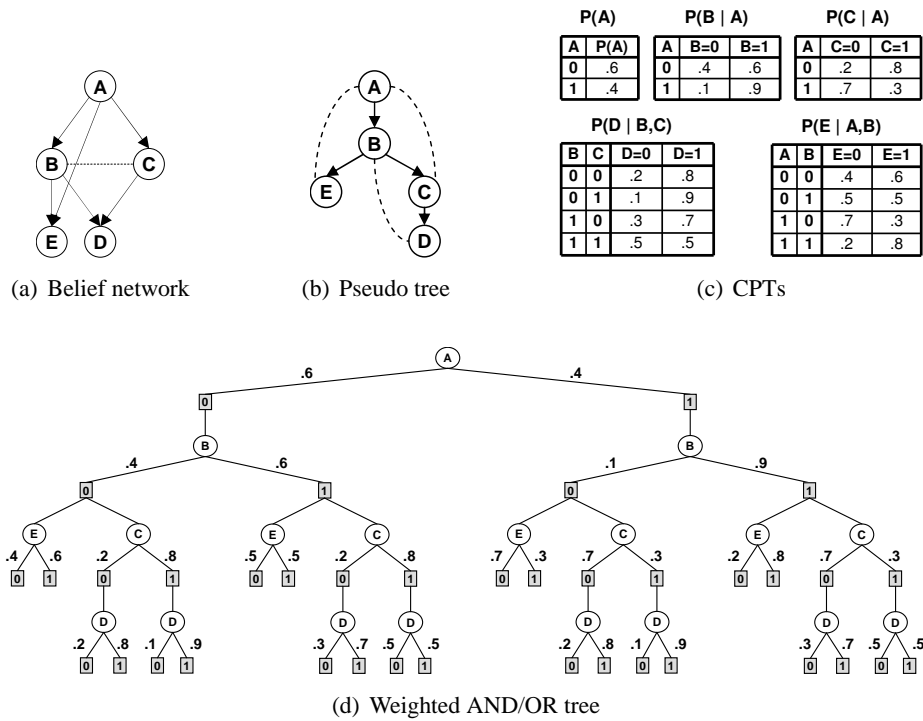 A
B
C
E
D
(a) Belief network
A
B
E
C
D
(b) Pseudo tree
P(A)
A P(A)
0 .6
1 .4
P(B | A)
A B=0 B=1
0 .4 .6
1 .1 .9
P(C | A)
A C=0 C=1
0 .2 .8
1 .7 .3
P(D | B,C)
B C D=0 D=1
0 0 .2 .8
0 1 .1 .9
1 0 .3 .7
1 1 .5 .5
P(E | A,B)
A B E=0 E=1
0 0 .4 .6
0 1 .5 .5
1 0 .7 .3
1 1 .2 .8
(c) CPTs
A
.6 .4
0 1
B B
.4 .6 .1 .9
0 1 0 1
E C E C E C E C
.4 .6 .2 .8 .5 .5 .2 .8 .7 .3 .7 .3 .2 .8 .7 .3
0 1 0 1 0 1 0 1 0 1 0 1 0 1 0 1
D D D D D D D D
.2 .8 .1 .9 .3 .7 .5 .5 .2 .8 .1 .9 .3 .7 .5 .5
0 1 0 1 0 1 0 1 0 1 0 1 0 1 0 1
(d) Weighted AND/OR tree